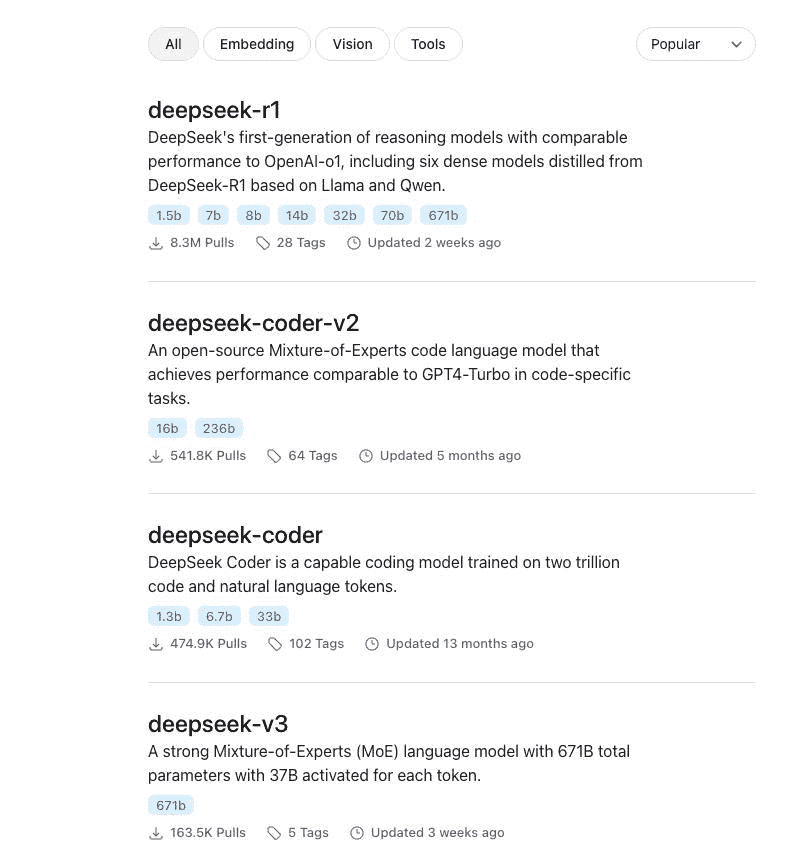 All Embedding Vision Tools Popular
deepseek-r1
DeepSeek's first-generation of reasoning models with comparable
performance to OpenAI-o1, including six dense models distilled from
DeepSeek-R1 based on Llama and Qwen.
1.5b 7b 8b 14b 32b 70b 671b
8.3M Pulls 28 Tags Updated 2 weeks ago
deepseek-coder-v2
An open-source Mixture-of-Experts code language model that
achieves performance comparable to GPT4-Turbo in code-specific
tasks.
16b 236b
541.8K Pulls 64 Tags Updated 5 months ago
deepseek-coder
DeepSeek Coder is a capable coding model trained on two trillion
code and natural language tokens.
1.3b 6.7b 33b
474.9K Pulls 102 Tags Updated 13 months ago
deepseek-v3
A strong Mixture-of-Experts (MoE) language model with 671B total
parameters with 37B activated for each token.
671b
163.5K Pulls 5 Tags Updated 3 weeks ago